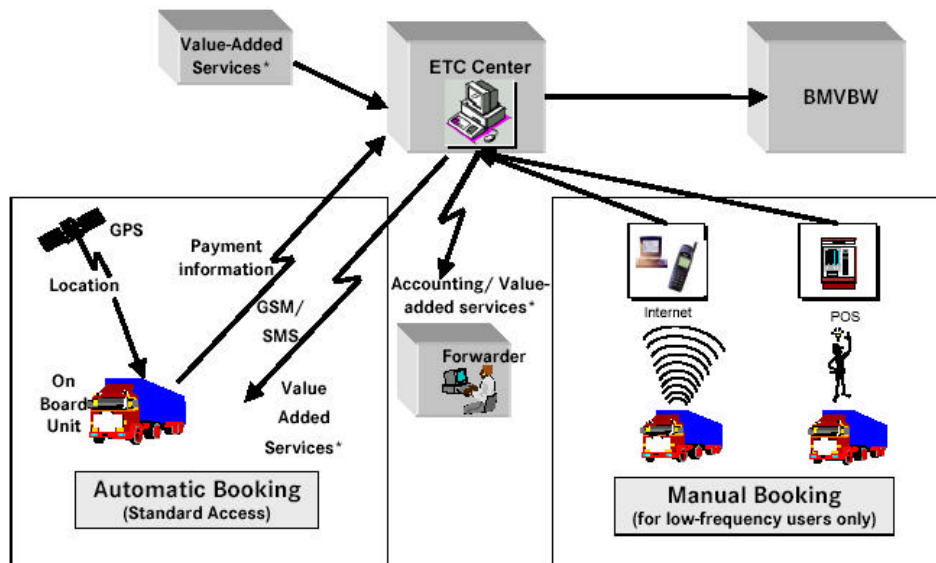 Value-Added
Services*
ETC Center
BMVBW
GPS
Location
Payment
information
GSM/
SMS
On
Board
Unit
Value
Added
Services*
Automatic Booking
(Standard Access)
Accounting/ Value-
added services*
Forwarder
Internet
POS
Manual Booking
(for low-frequency users only)